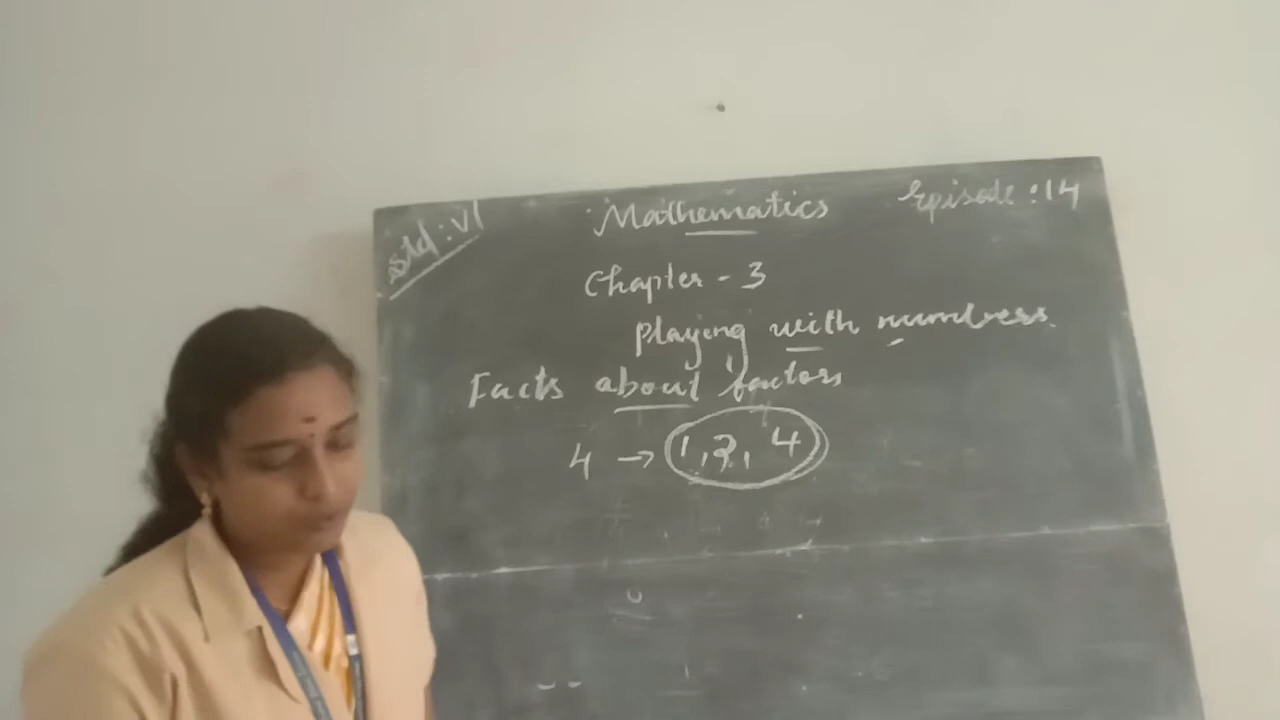 Std : VI
Mathematics
Episode : 14
Chapter - 3
Playing with numbers
Facts about factors
4 → 1, 2, 4